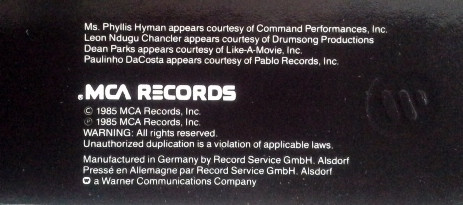 Ms. Phyllis Hyman appears courtesy of Command Performances, Inc.
Leon Ndugu Chancler appears courtesy of Drumsong Productions
Dean Parks appears courtesy of Like-A-Movie, Inc.
Paulinho DaCosta appears courtesy of Pablo Records, Inc.
MCA RECORDS
© 1985 MCA Records, Inc.
℗ 1985 MCA Records, Inc.
WARNING: All rights reserved.
Unauthorized duplication is a violation of applicable laws.
Manufactured in Germany by Record Service GmbH. Alsdorf
Pressé en Allemagne par Record Service GmbH. Alsdorf
a Warner Communications Company